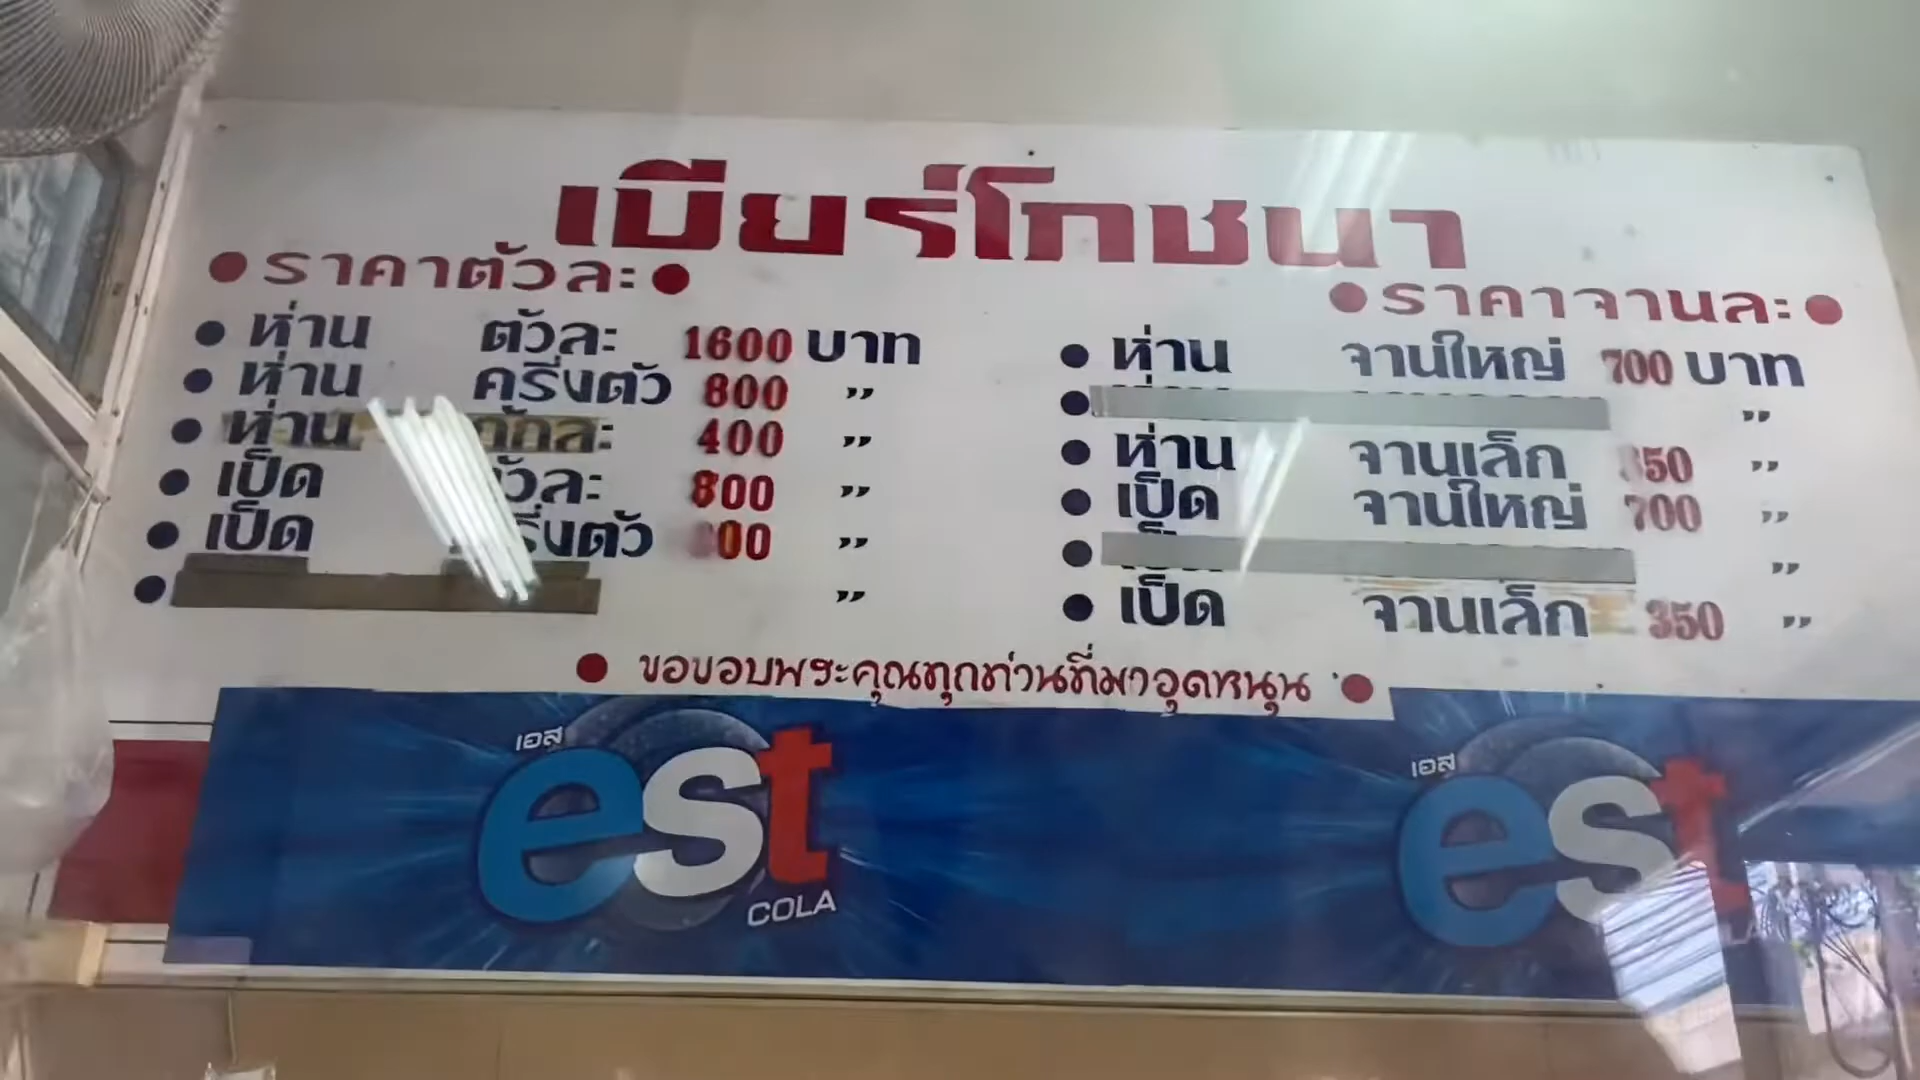 เบียร์โภชนา
●ราคาตัวละ●
● ห่าน ตัวละ 1600 บาท
● ห่าน ครึ่งตัว 800 ”
● ห่าน 400 ”
● เป็ด ตัวละ 800 ”
● เป็ด ครึ่งตัว 00 ”
● ”
●ราคาจานละ●
● ห่าน จานใหญ่ 700 บาท
● ”
● ห่าน จานเล็ก 350 ”
● เป็ด จานใหญ่ 700 ”
● ”
● เป็ด จานเล็ก 350 ”
● ขอขอบพระคุณทุกท่านที่มาอุดหนุน ●
เอส
est
COLA
เอส
est